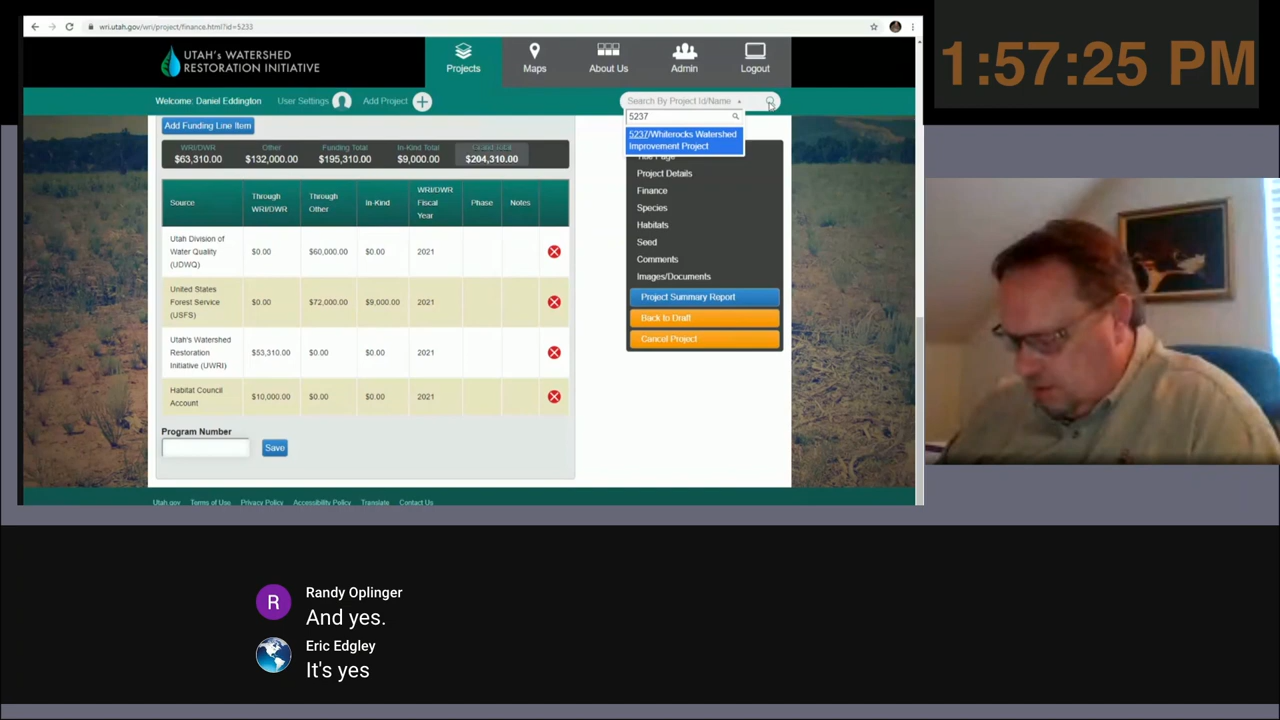 wri.utah.gov/wri/project/finance.html?id=5233
1:57:25 PM
UTAH'S WATERSHED
RESTORATION INITIATIVE
Projects
Maps
About Us
Admin
Logout
Welcome: Daniel Eddington
User Settings
Add Project
Search By Project Id/Name
5237
5237/Whiterocks Watershed
Improvement Project
Add Funding Line Item
WRI/DWR Other Funding Total In-Kind Total Grand Total
$63,310.00 $132,000.00 $195,310.00 $9,000.00 $204,310.00
Source
Through
WRI/DWR
Through
Other
In-Kind
WRI/DWR
Fiscal
Year
Phase
Notes
Utah Division of
Water Quality
(UDWQ)
$0.00 $60,000.00 $0.00 2021
United States
Forest Service
(USFS)
$0.00 $72,000.00 $9,000.00 2021
Utah's Watershed
Restoration
Initiative (UWRI)
$53,310.00 $0.00 $0.00 2021
Habitat Council
Account
$10,000.00 $0.00 $0.00 2021
Program Number
Save
Title Page
Project Details
Finance
Species
Habitats
Seed
Comments
Images/Documents
Project Summary Report
Back to Draft
Cancel Project
Utah.gov Terms of Use Privacy Policy Accessibility Policy Translate Contact Us
R
Randy Oplinger
And yes.
Eric Edgley
It's yes